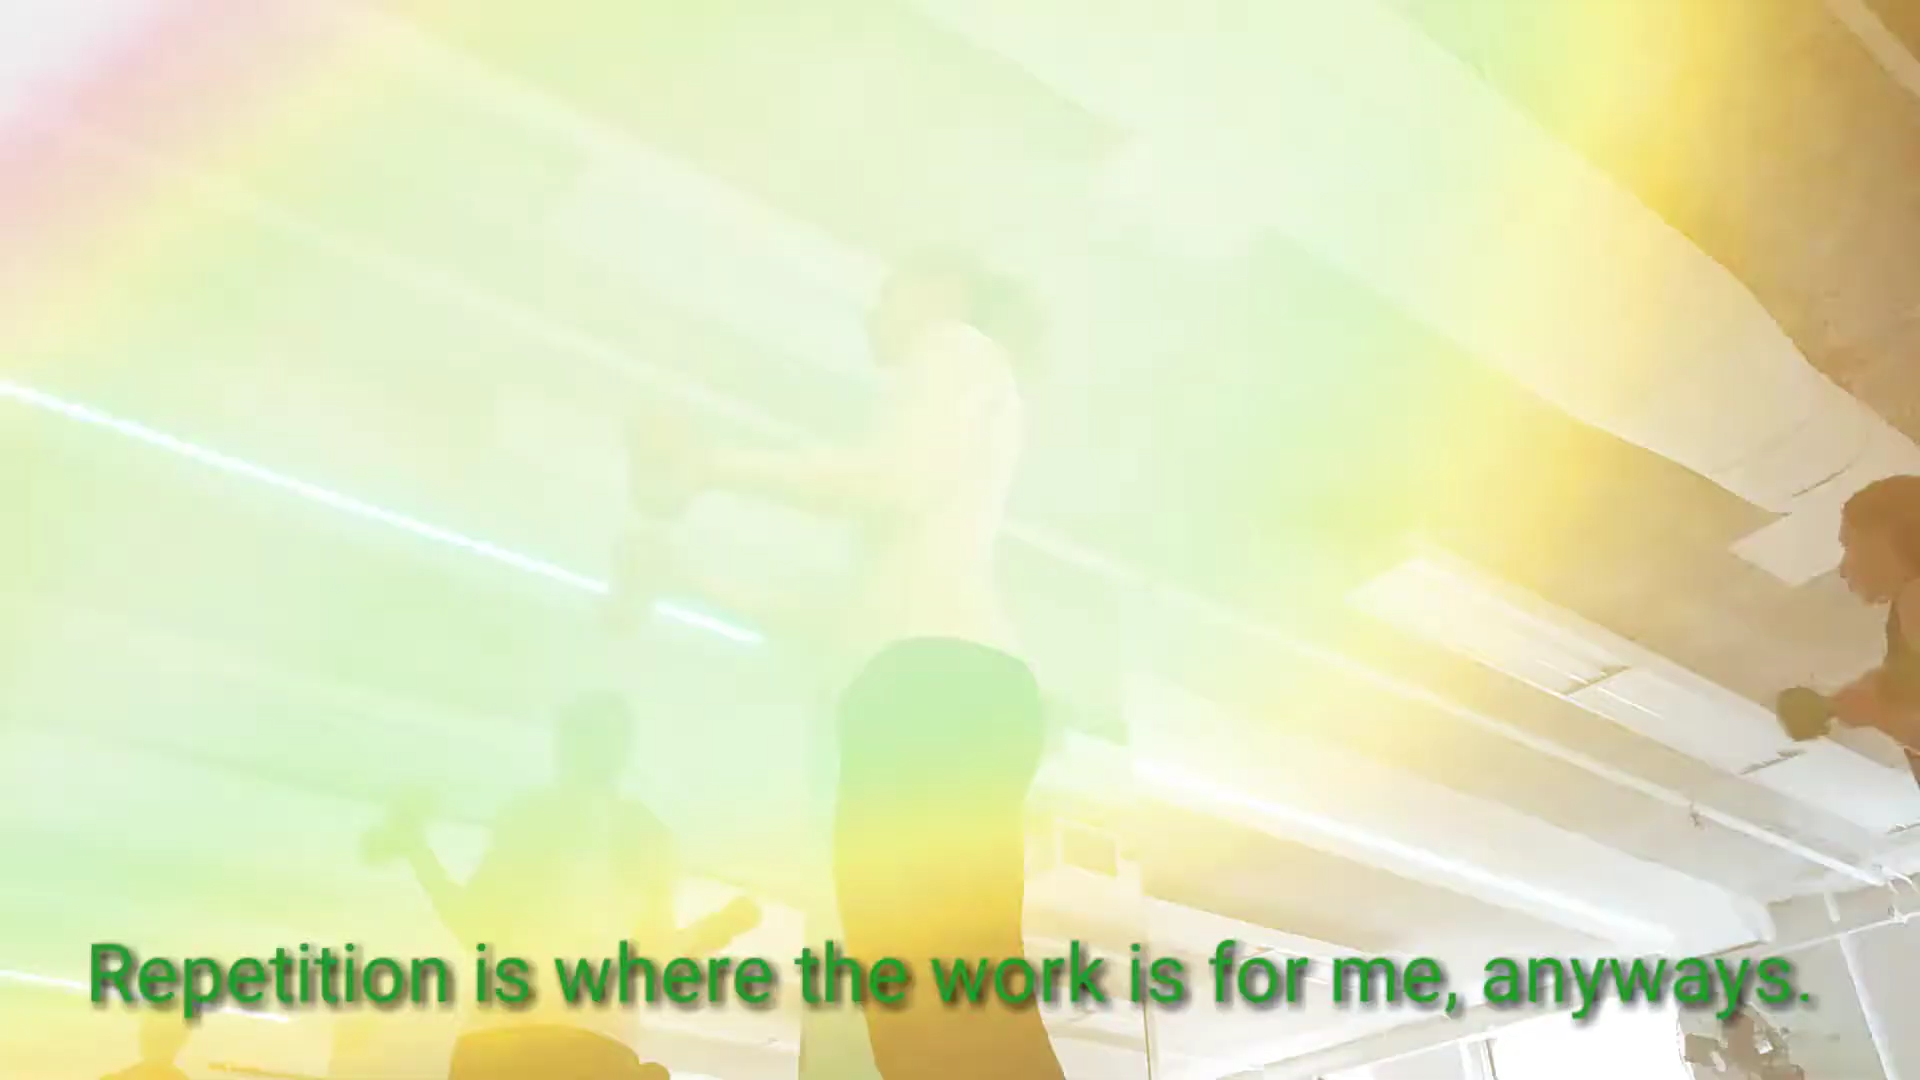 Repetition is where the work is for me, anyways.